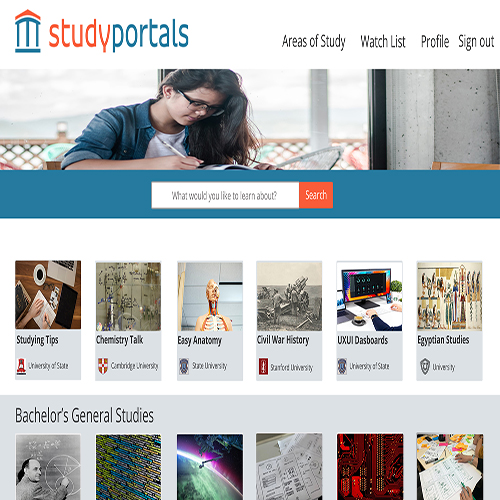 studyportals
Areas of Study Watch List Profile Sign out
What would you like to learn about? Search
Studying Tips Chemistry Talk Easy Anatomy Civil War History UXUI Dasboards Egyptian Studies
University of State Cambridge University State University Stanford University University of State University
Bachelor's General Studies